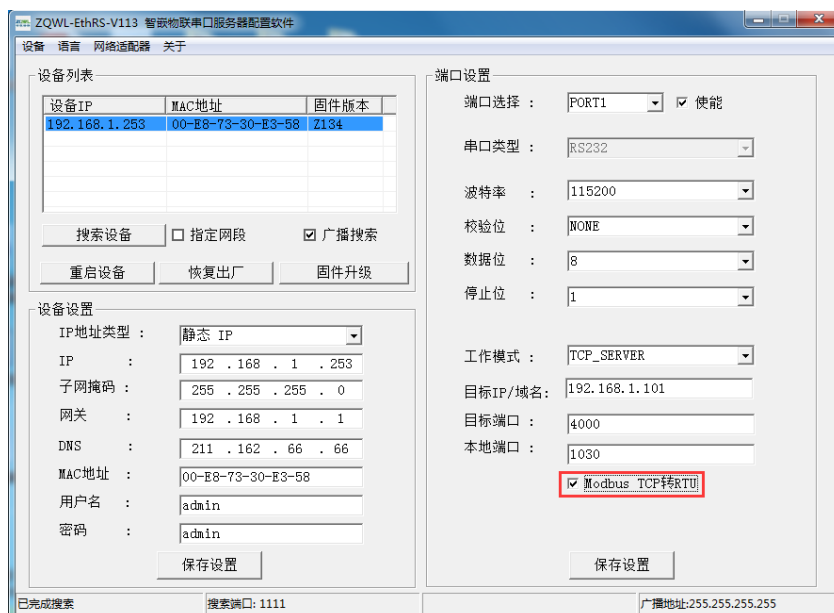 ZQWL-EthRS-V113 智嵌物联串口服务器配置软件
设备 语言 网络适配器 关于
设备列表
设备IP MAC地址 固件版本
192.168.1.253 00-E8-73-30-E3-58 Z134
搜索设备 指定网段 广播搜索
重启设备 恢复出厂 固件升级
设备设置
IP地址类型 : 静态 IP
IP : 192 .168 . 1 .253
子网掩码 : 255 .255 .255 . 0
网关 : 192 .168 . 1 . 1
DNS : 211 .162 . 66 . 66
MAC地址 : 00-E8-73-30-E3-58
用户名 : admin
密码 : admin
保存设置
端口设置
端口选择 : PORT1 使能
串口类型 : RS232
波特率 : 115200
校验位 : NONE
数据位 : 8
停止位 : 1
工作模式 : TCP_SERVER
目标IP/域名: 192.168.1.101
目标端口 : 4000
本地端口 : 1030
Modbus TCP转RTU
保存设置
已完成搜索 搜索端口: 1111 广播地址:255.255.255.255